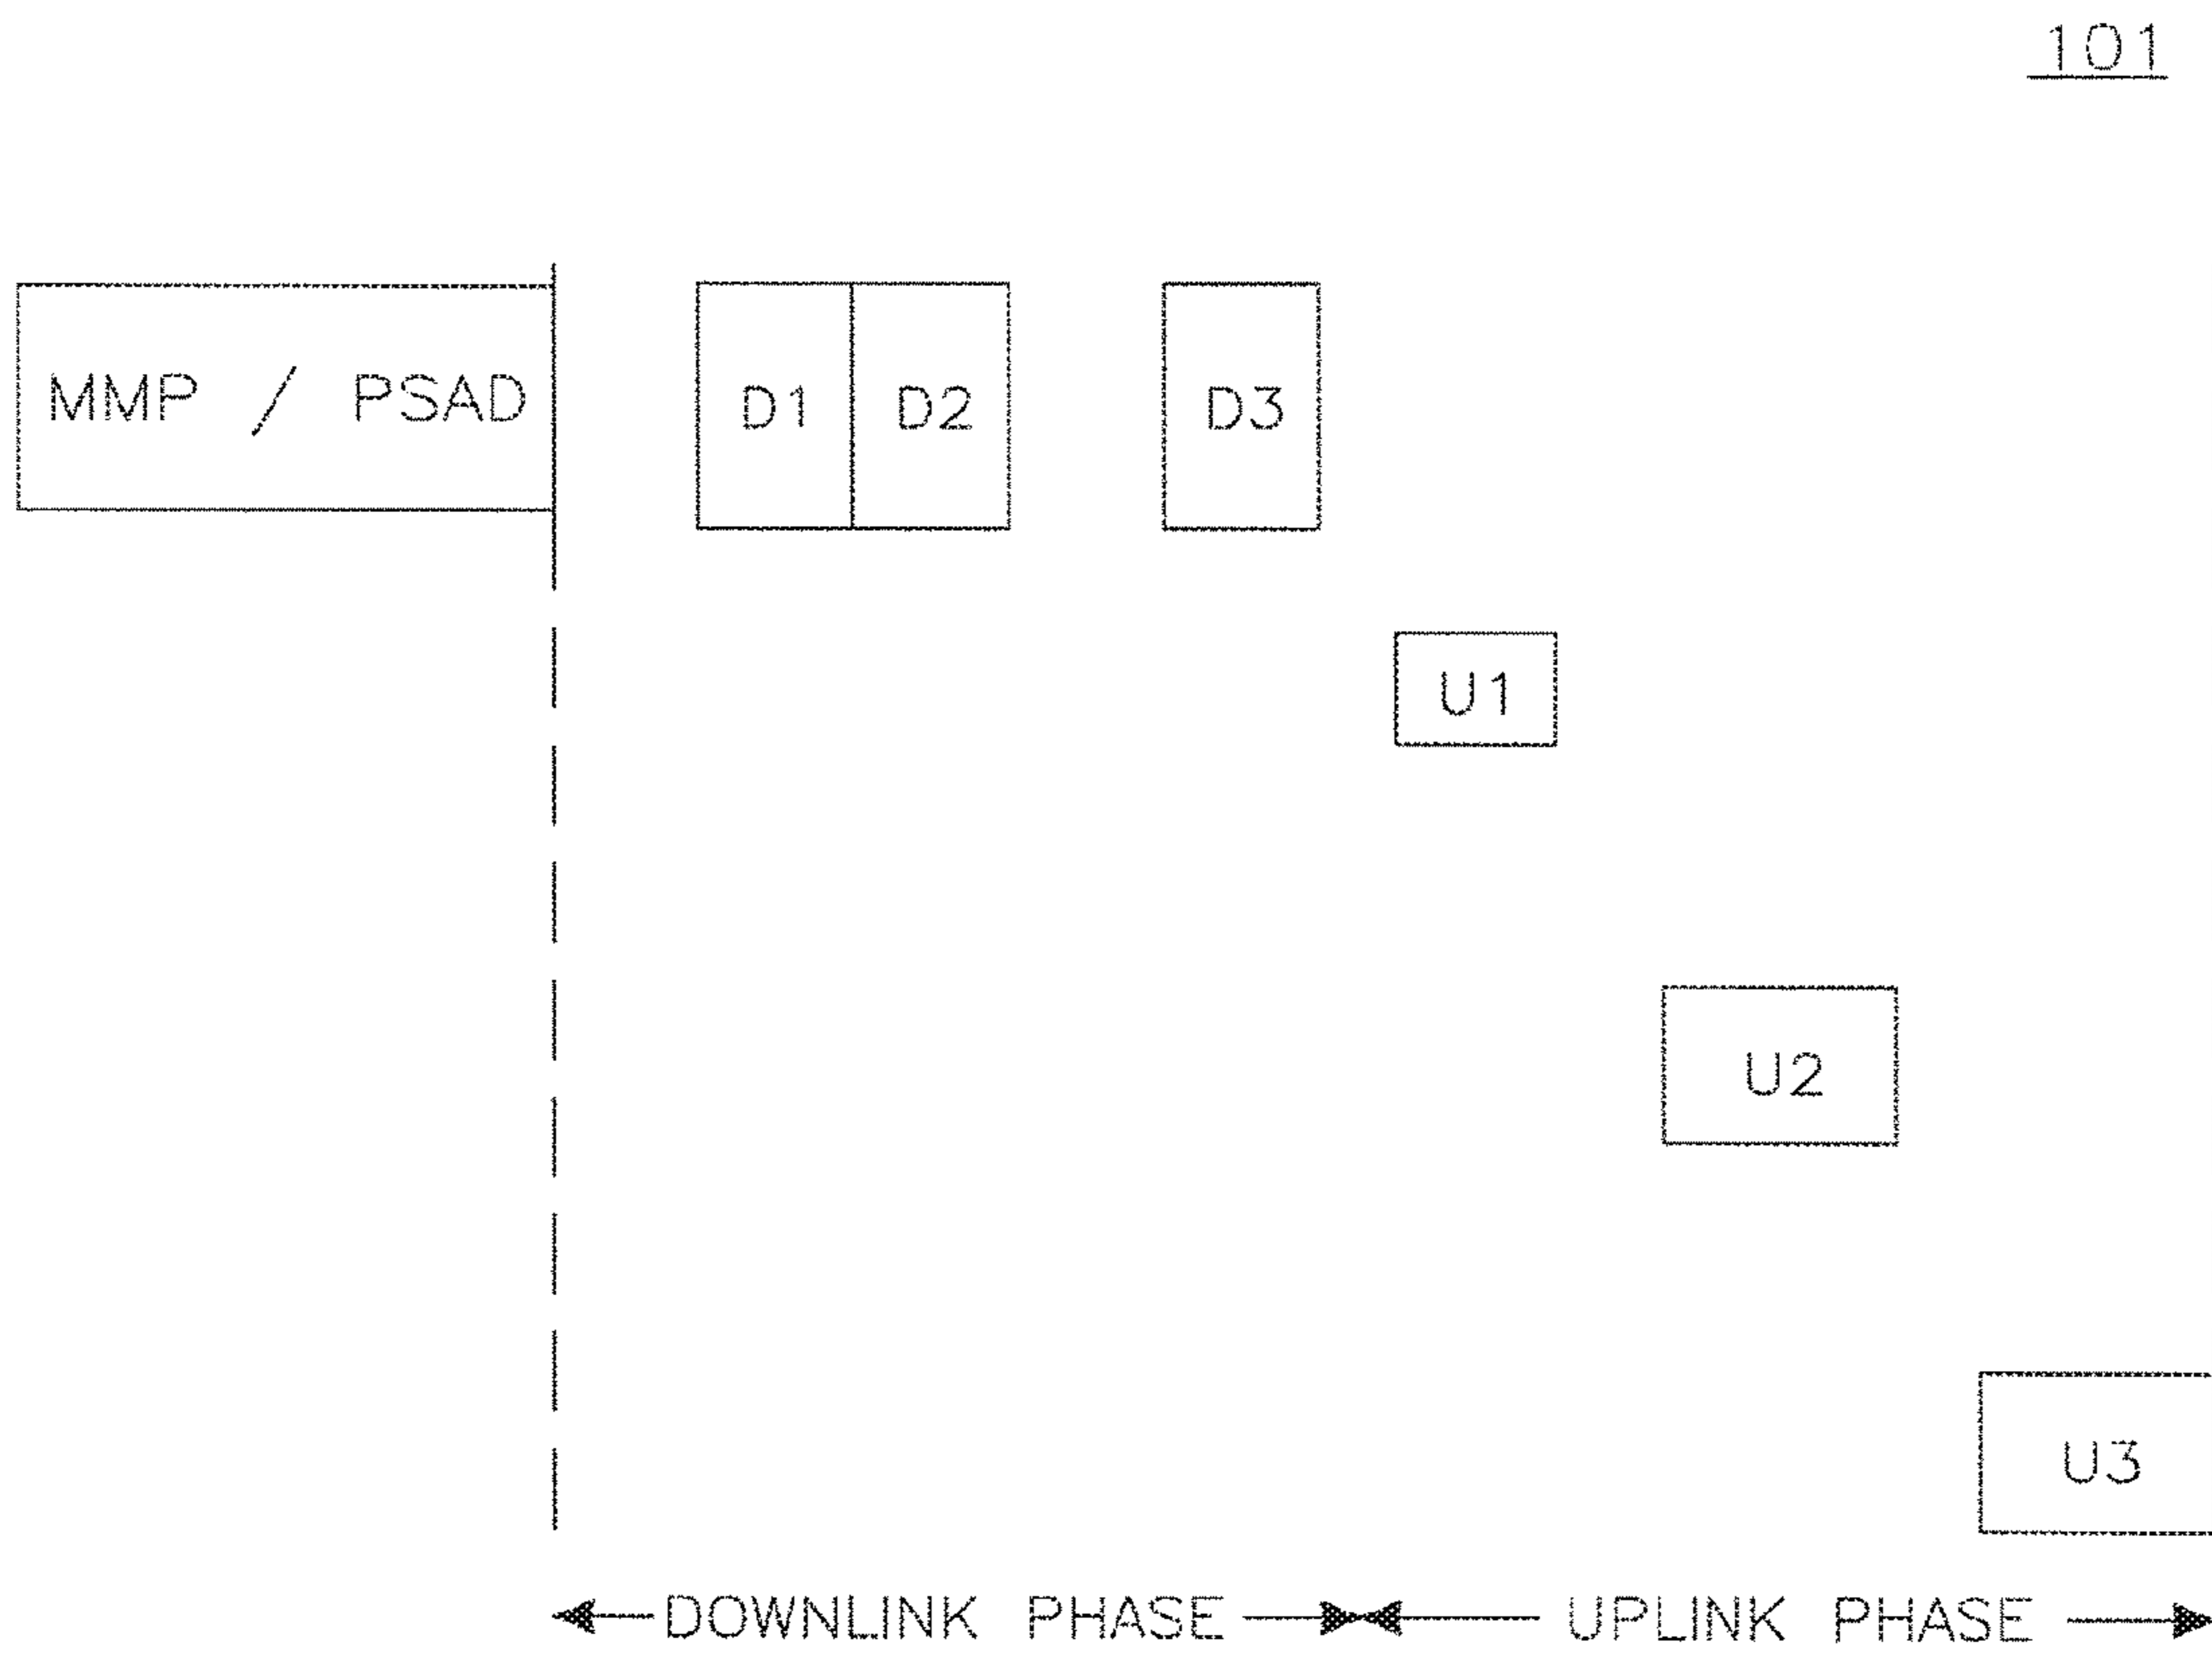 101
MMP / PSAD
D1
D2
D3
U1
U2
U3
DOWNLINK PHASE
UPLINK PHASE